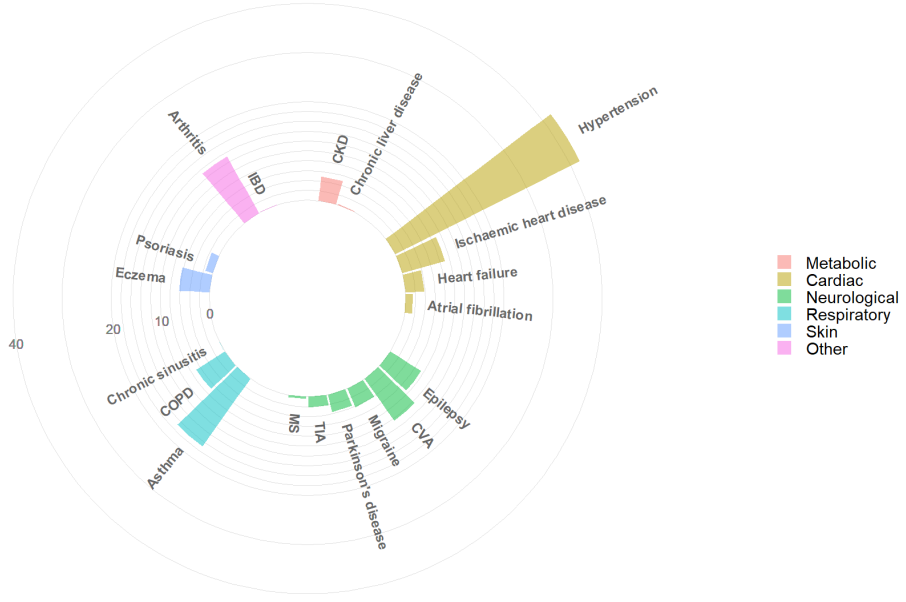 Hypertension
Chronic liver disease
CKD
Arthritis
IBD
Ischaemic heart disease
Heart failure
Atrial fibrillation
Psoriasis
Eczema
0
10
20
40
Chronic sinusitis
COPD
Asthma
MS
TIA
Parkinson's disease
Migraine
CVA
Epilepsy
Metabolic
Cardiac
Neurological
Respiratory
Skin
Other